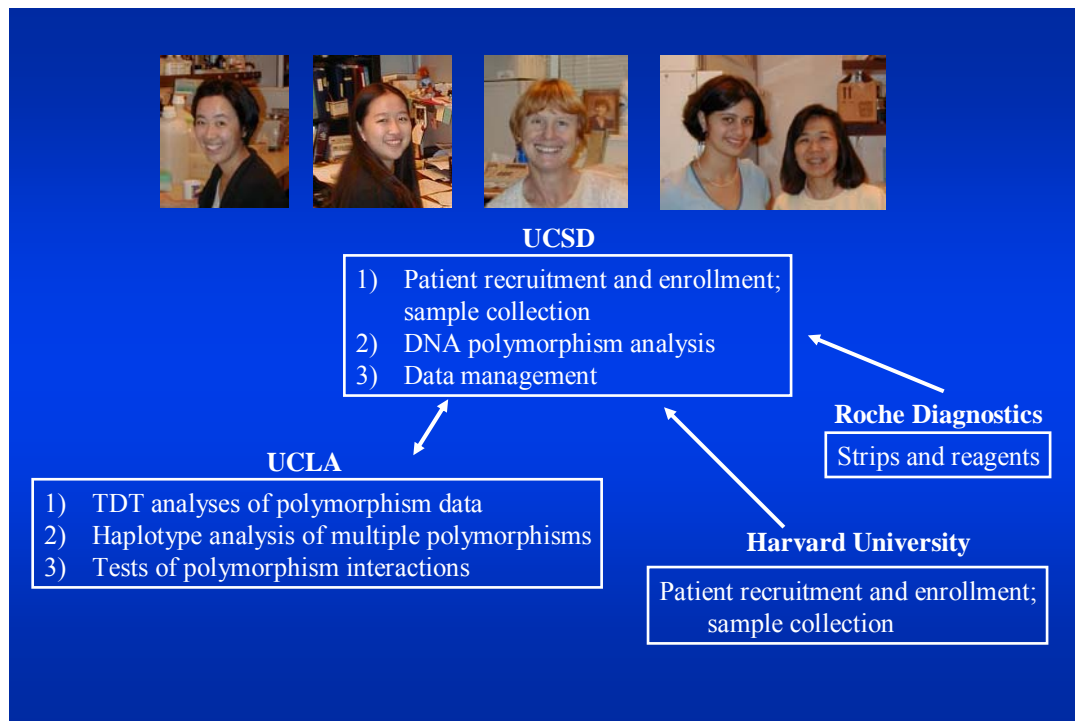 UCSD
1) Patient recruitment and enrollment;
sample collection
2) DNA polymorphism analysis
3) Data management
Roche Diagnostics
Strips and reagents
UCLA
1) TDT analyses of polymorphism data
2) Haplotype analysis of multiple polymorphisms
3) Tests of polymorphism interactions
Harvard University
Patient recruitment and enrollment;
sample collection